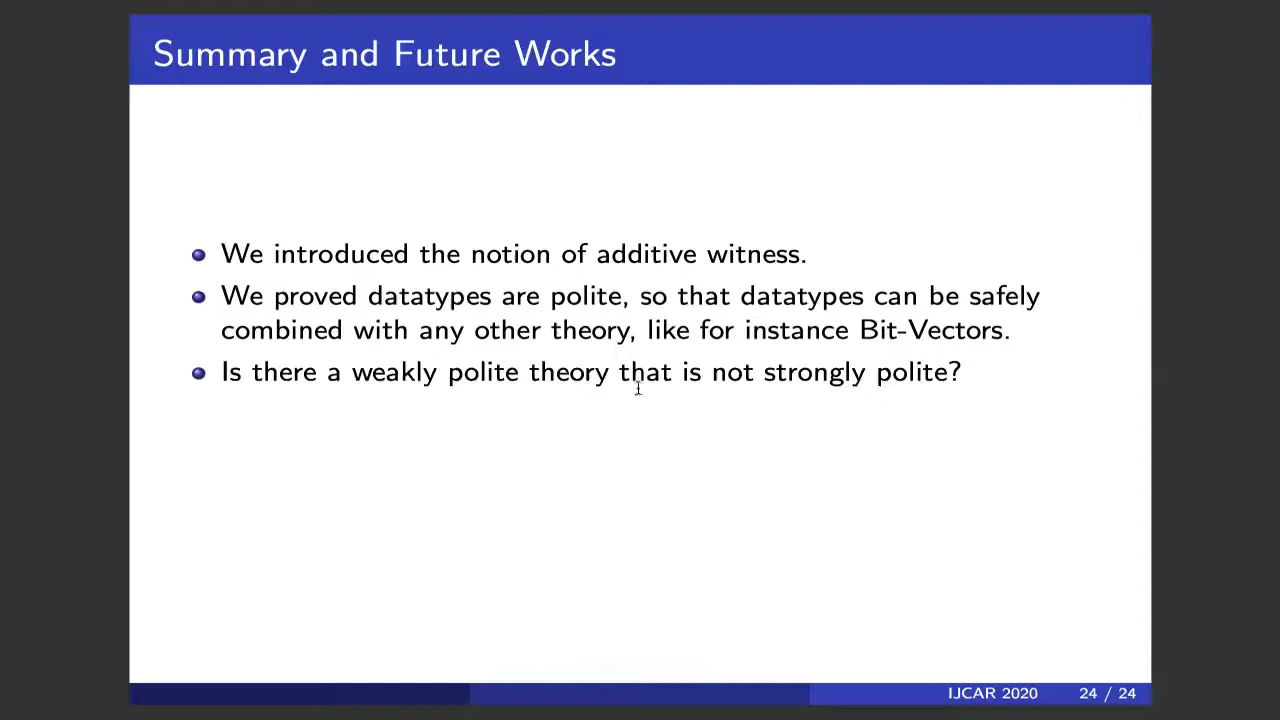 Summary and Future Works
We introduced the notion of additive witness.
We proved datatypes are polite, so that datatypes can be safely
combined with any other theory, like for instance Bit-Vectors.
Is there a weakly polite theory that is not strongly polite?
IJCAR 2020 24 / 24